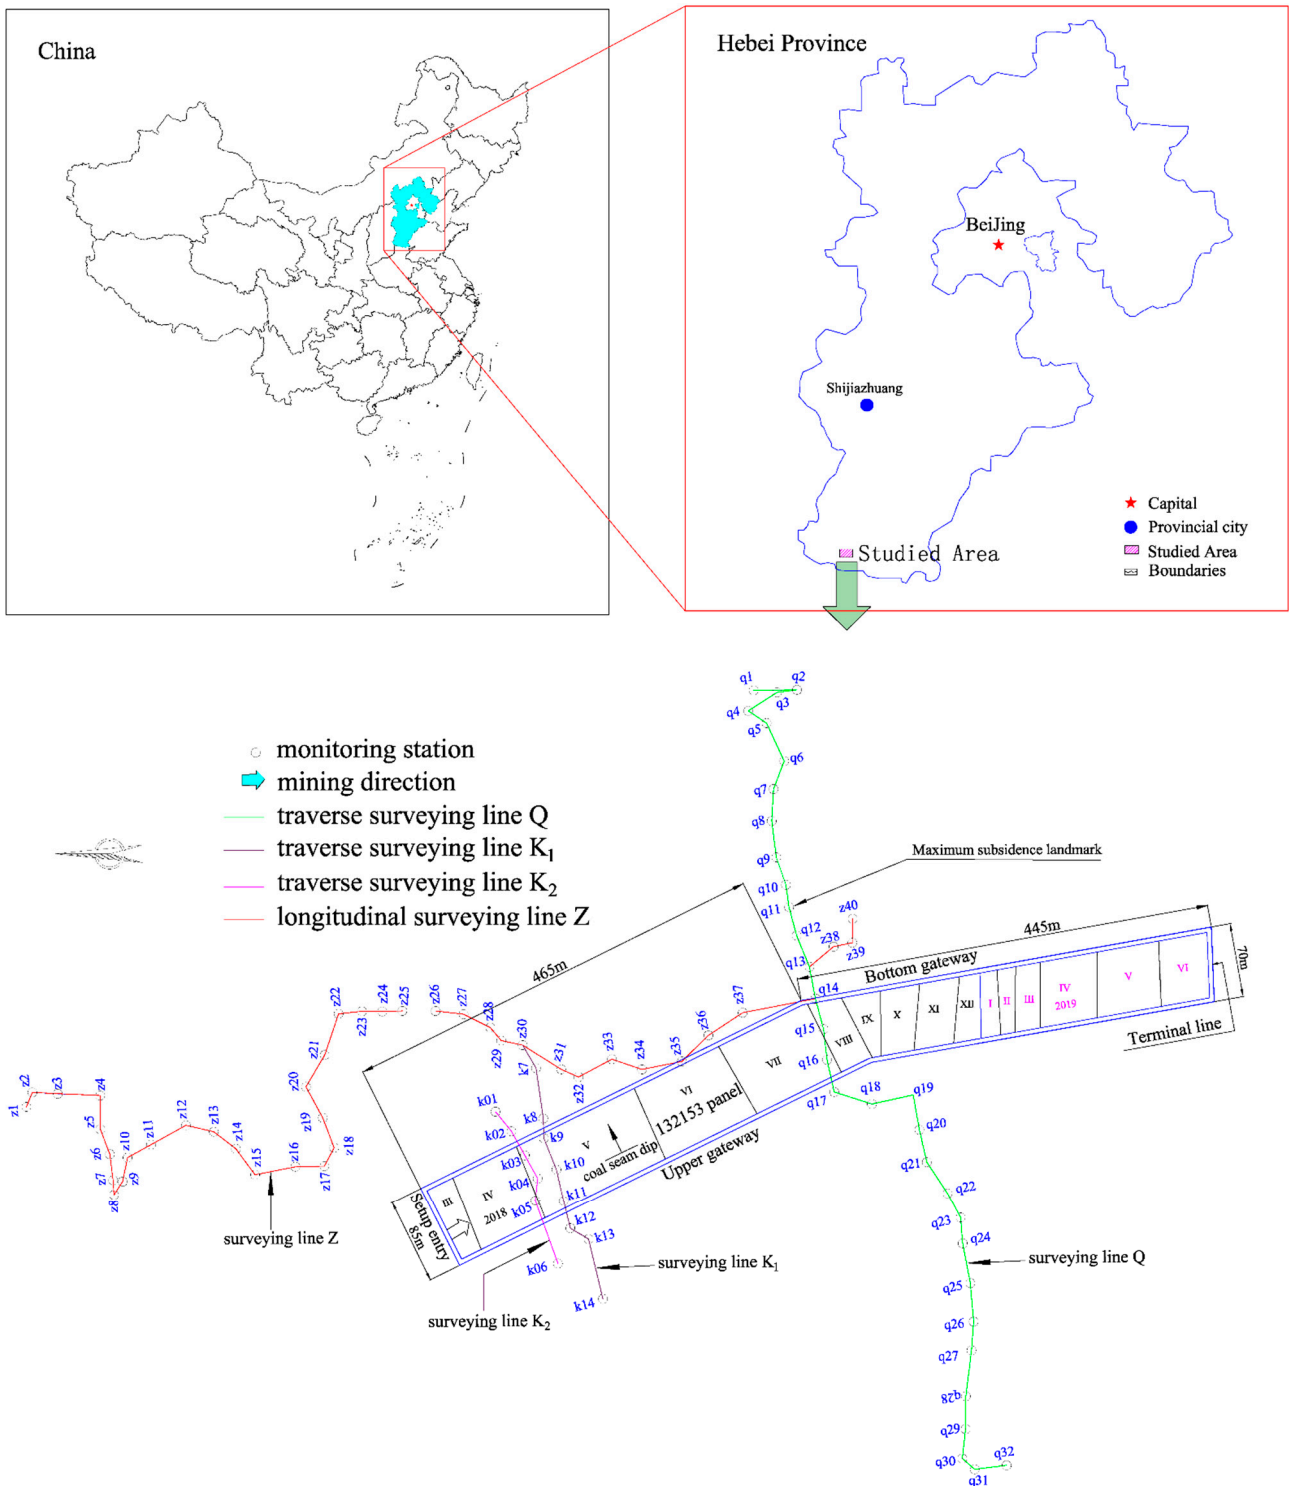 China
Hebei Province
BeiJing
Shijiazhuang
Capital
Provincial city
Studied Area
Boundaries
Studied Area
monitoring station
mining direction
traverse surveying line Q
traverse surveying line K1
traverse surveying line K2
longitudinal surveying line Z
q1
q2
q3
q4
q5
q6
q7
q8
q9
q10
q11
q12
q13
q14
q15
q16
q17
q18
q19
q20
q21
q22
q23
q24
q25
q26
q27
q28
q29
q30
q31
q32
Maximum subsidence landmark
z1
z2
z3
z4
z5
z6
z7
z8
z9
z10
z11
z12
z13
z14
z15
z16
z17
z18
z19
z20
z21
z22
z23
z24
z25
z26
z27
z28
z29
z30
z31
z32
z33
z34
z35
z36
z37
z38
z39
z40
k7
k8
k9
k10
k11
k12
k13
k14
k01
k02
k03
k04
k05
k06
465m
445m
70m
85m
Bottom gateway
Upper gateway
Terminal line
Setup entry
132153 panel
coal seam dip
III
IV
2018
V
VI
VII
VIII
IX
X
XI
XII
I
II
III
IV
2019
V
VI
surveying line Z
surveying line K1
surveying line K2
surveying line Q